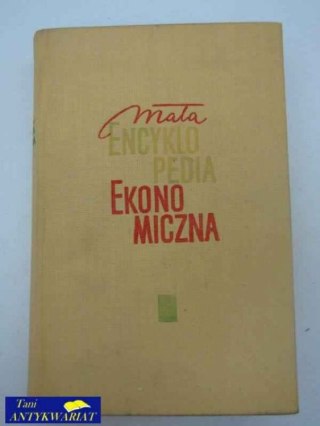 Mała
ENCYKLO
PEDIA
EKONO
MICZNA
Tani
ANTYKWARIAT